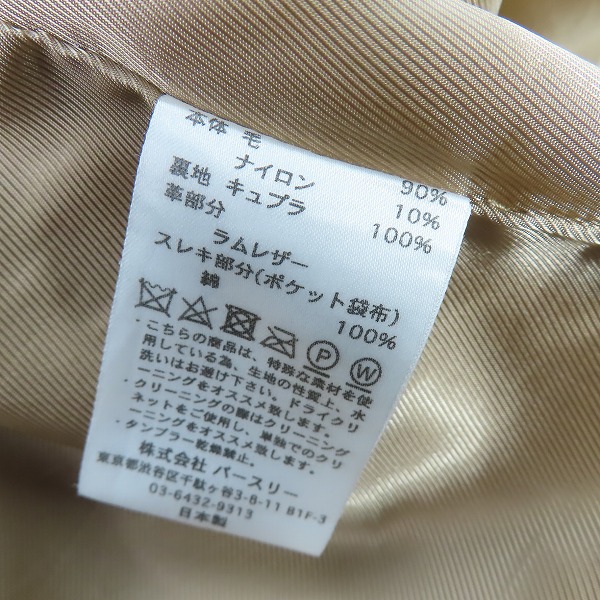 本体 毛 90%
ナイロン 10%
裏地 キュプラ 100%
革部分
ラムレザー
スレキ部分(ポケット袋布)
綿 100%
P W
・こちらの商品は、特殊な素材を使
用している為、生地の性質上、水
洗いはお避け下さい。ドライクリ
ーニングをオススメ致します。
・クリーニングの際はクリーニング
ネットをご使用し、単独でのクリ
ーニングをオススメ致します。
・タンブラー乾燥禁止。
株式会社 パースリー
東京都渋谷区千駄ヶ谷3-8-11 B1F-3
03-6432-9313
日本製